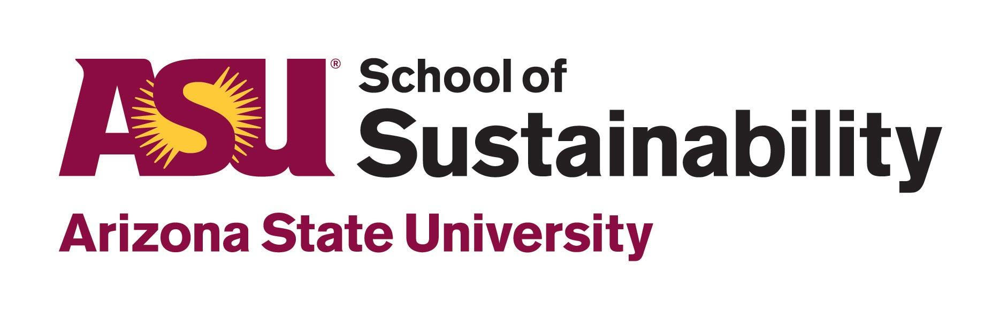 ASU®
School of
Sustainability
Arizona State University